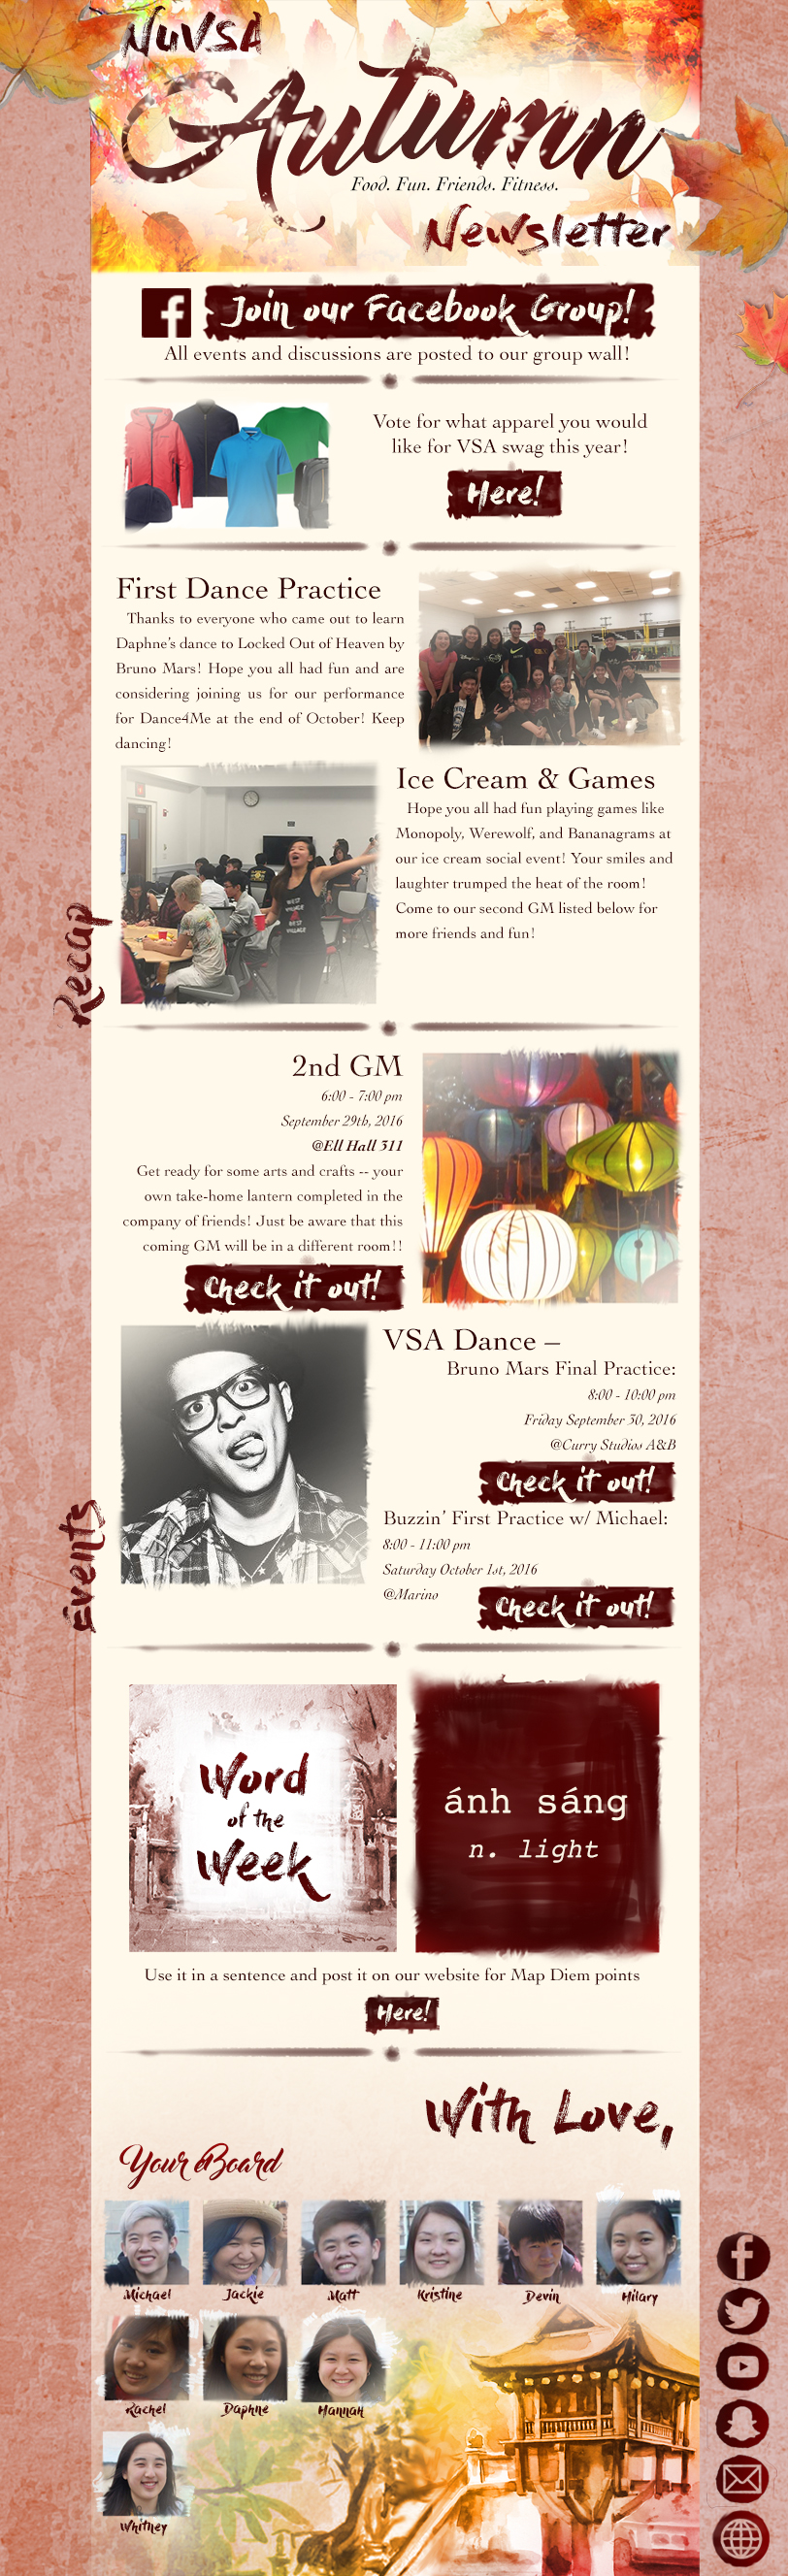 NuVSA
Autumn
Food. Fun. Friends. Fitness.
Newsletter
Join our Facebook Group!
All events and discussions are posted to our group wall!
Vote for what apparel you would
like for VSA swag this year!
Here!
Recap
First Dance Practice
Thanks to everyone who came out to learn
Daphne's dance to Locked Out of Heaven by
Bruno Mars! Hope you all had fun and are
considering joining us for our performance
for Dance4Me at the end of October! Keep
dancing!
Ice Cream & Games
Hope you all had fun playing games like
Monopoly, Werewolf, and Bananagrams at
our ice cream social event! Your smiles and
laughter trumped the heat of the room!
Come to our second GM listed below for
more friends and fun!
Events
2nd GM
6:00 - 7:00 pm
September 29th, 2016
@Ell Hall 311
Get ready for some arts and crafts -- your
own take-home lantern completed in the
company of friends! Just be aware that this
coming GM will be in a different room!!
Check it out!
VSA Dance –
Bruno Mars Final Practice:
8:00 - 10:00 pm
Friday September 30, 2016
@Curry Studios A&B
Check it out!
Buzzin' First Practice w/ Michael:
8:00 - 11:00 pm
Saturday October 1st, 2016
@Marino
Check it out!
Word
of the
Week
ánh sáng
n. light
Use it in a sentence and post it on our website for Map Diem points
Here!
With Love,
Your Board
Michael Jackie Matt Kristine Devin Hilary
Rachel Daphne Hannah
Whitney